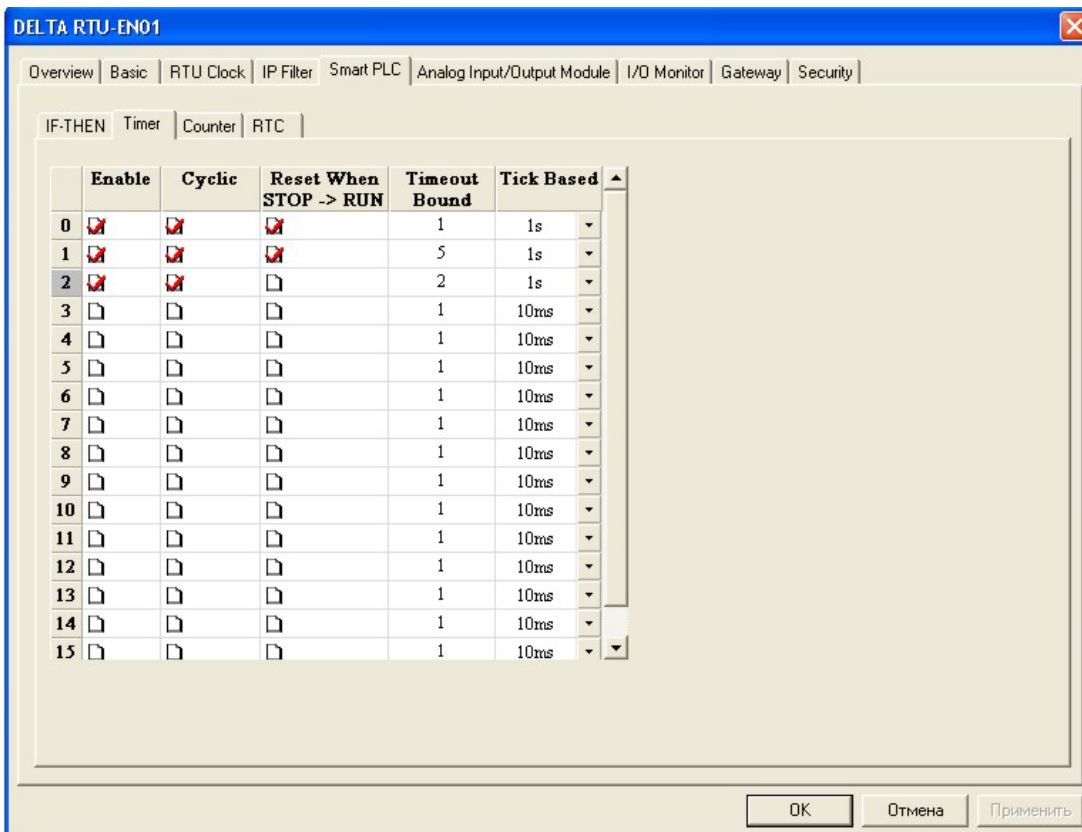 DELTA RTU-EN01
Overview Basic RTU Clock IP Filter Smart PLC Analog Input/Output Module I/O Monitor Gateway Security
IF-THEN Timer Counter RTC
Enable Cyclic Reset When STOP -> RUN Timeout Bound Tick Based
0 1 1s
1 5 1s
2 2 1s
3 1 10ms
4 1 10ms
5 1 10ms
6 1 10ms
7 1 10ms
8 1 10ms
9 1 10ms
10 1 10ms
11 1 10ms
12 1 10ms
13 1 10ms
14 1 10ms
15 1 10ms
OK Отмена Применить